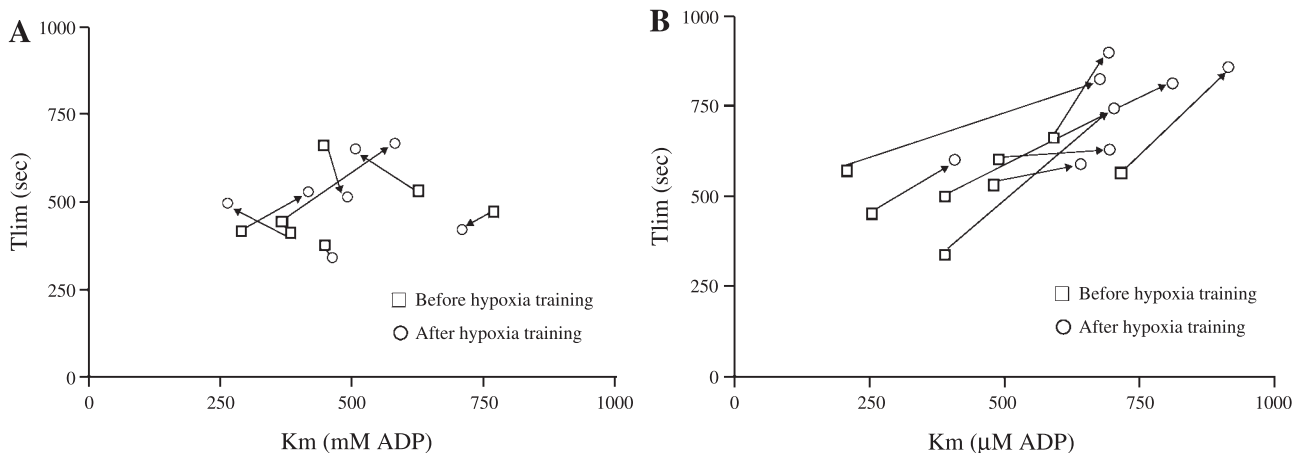 A
1000
750
500
250
0
Tlim (sec)
Before hypoxia training
After hypoxia training
0 250 500 750 1000
Km (mM ADP)
B
1000
750
500
250
0
Tlim (sec)
Before hypoxia training
After hypoxia training
0 250 500 750 1000
Km (μM ADP)